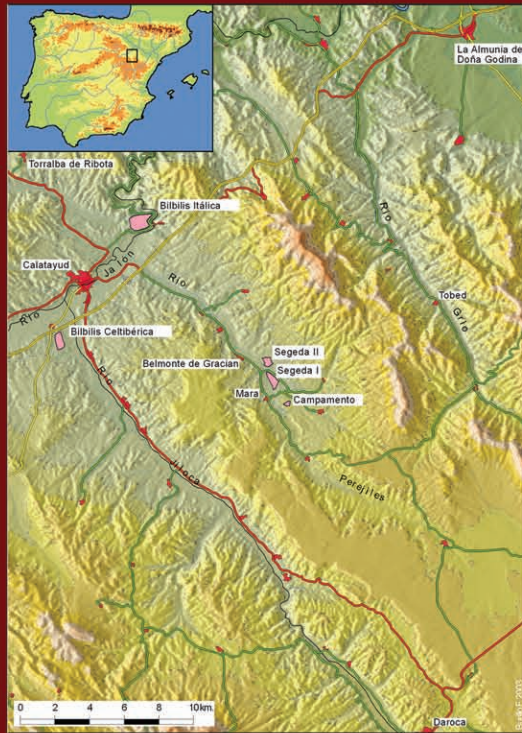 La Almunia de
Doña Godina
Torralba de Ribota
Bilbilis Itálica
Río
Calatayud
Jalón
Río
Tobed
Grío
Río
Bilbilis Celtibérica
Segeda II
Belmonte de Gracian
Segeda I
Río
Mara
Campamento
Jiloca
Perejiles
0 2 4 6 8 10km.
Daroca